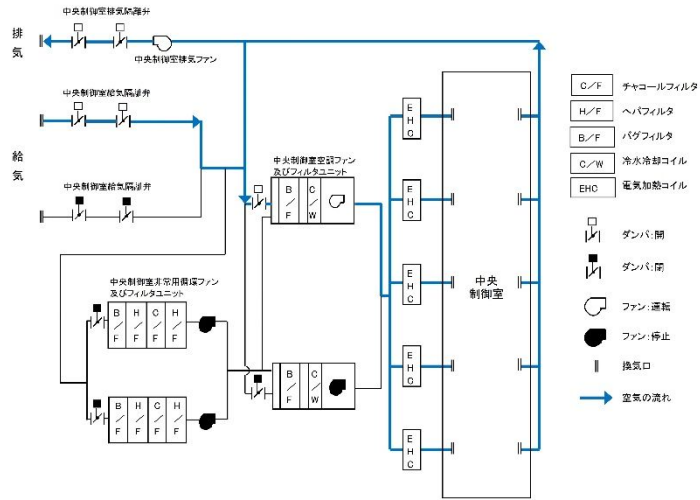 中央制御室排気隔離弁
排気
中央制御室排気ファン
中央制御室給気隔離弁
給気
中央制御室給気隔離弁
中央制御室空調ファン
及びフィルタユニット
B/F
C/W
中央制御室非常用循環ファン
及びフィルタユニット
B/F
H/F
C/F
H/F
B/F
H/F
C/F
H/F
B/F
C/W
EHC
EHC
EHC
EHC
EHC
中央
制御室
C/F
チャコールフィルタ
H/F
ヘパフィルタ
B/F
バグフィルタ
C/W
冷水冷却コイル
EHC
電気加熱コイル
ダンパ:開
ダンパ:閉
ファン:運転
ファン:停止
換気口
空気の流れ